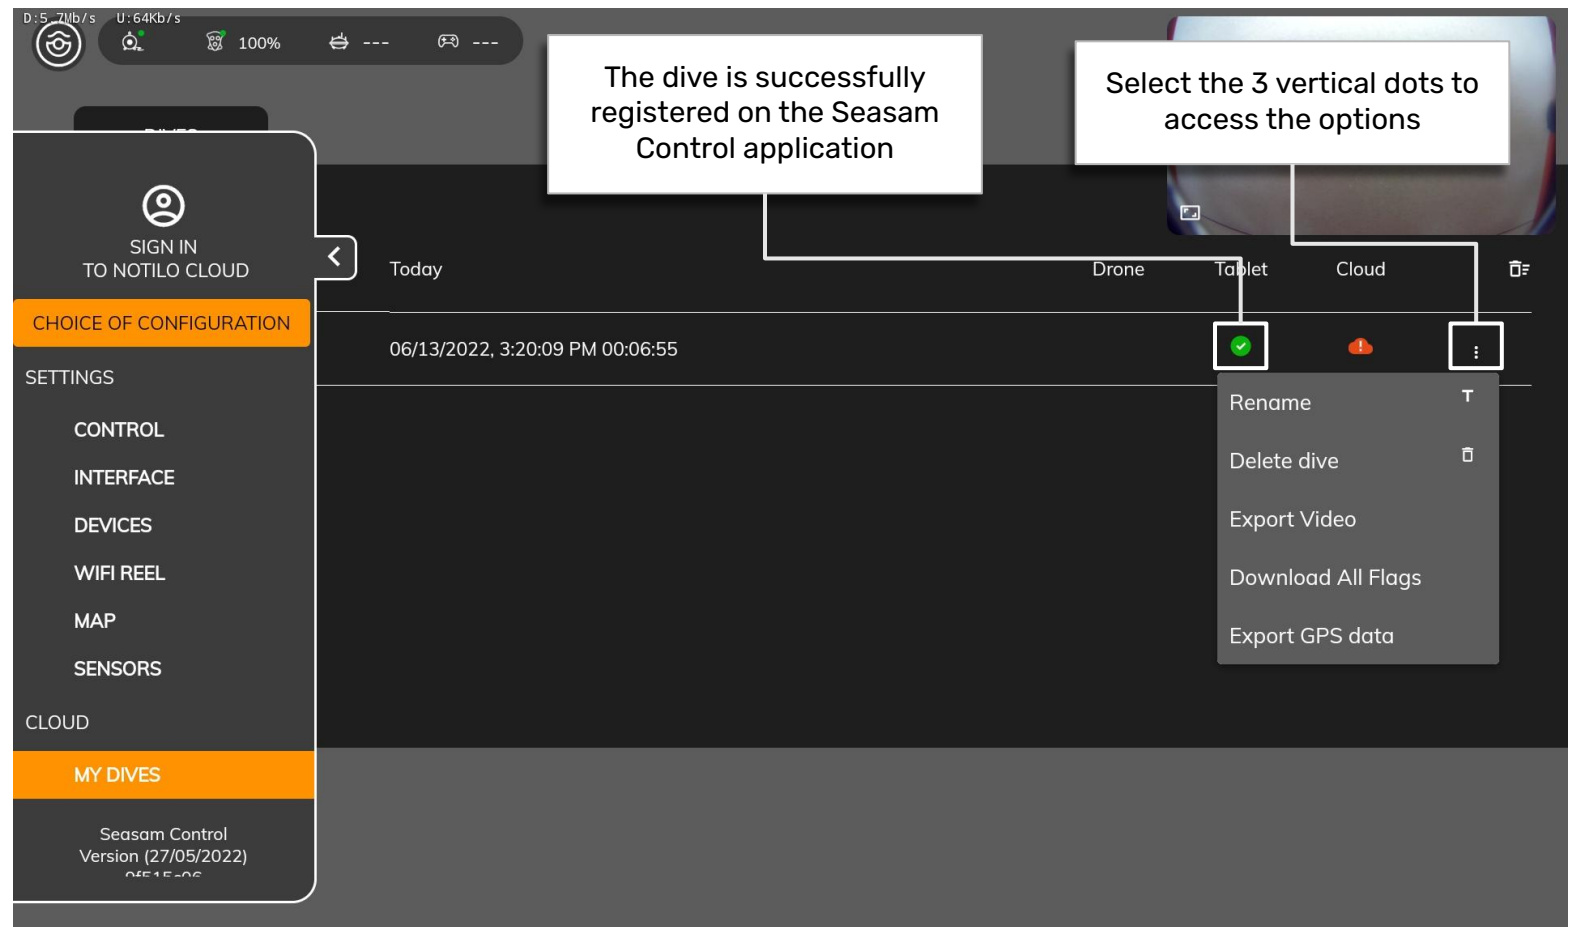 D:5.7Mb/s U:64Kb/s
100% --- ---
The dive is successfully
registered on the Seasam
Control application
Select the 3 vertical dots to
access the options
SIGN IN
TO NOTILO CLOUD
Today Drone Tablet Cloud
CHOICE OF CONFIGURATION
06/13/2022, 3:20:09 PM 00:06:55
SETTINGS
CONTROL
INTERFACE
DEVICES
WIFI REEL
MAP
SENSORS
CLOUD
MY DIVES
Seasam Control
Version (27/05/2022)
Rename
Delete dive
Export Video
Download All Flags
Export GPS data